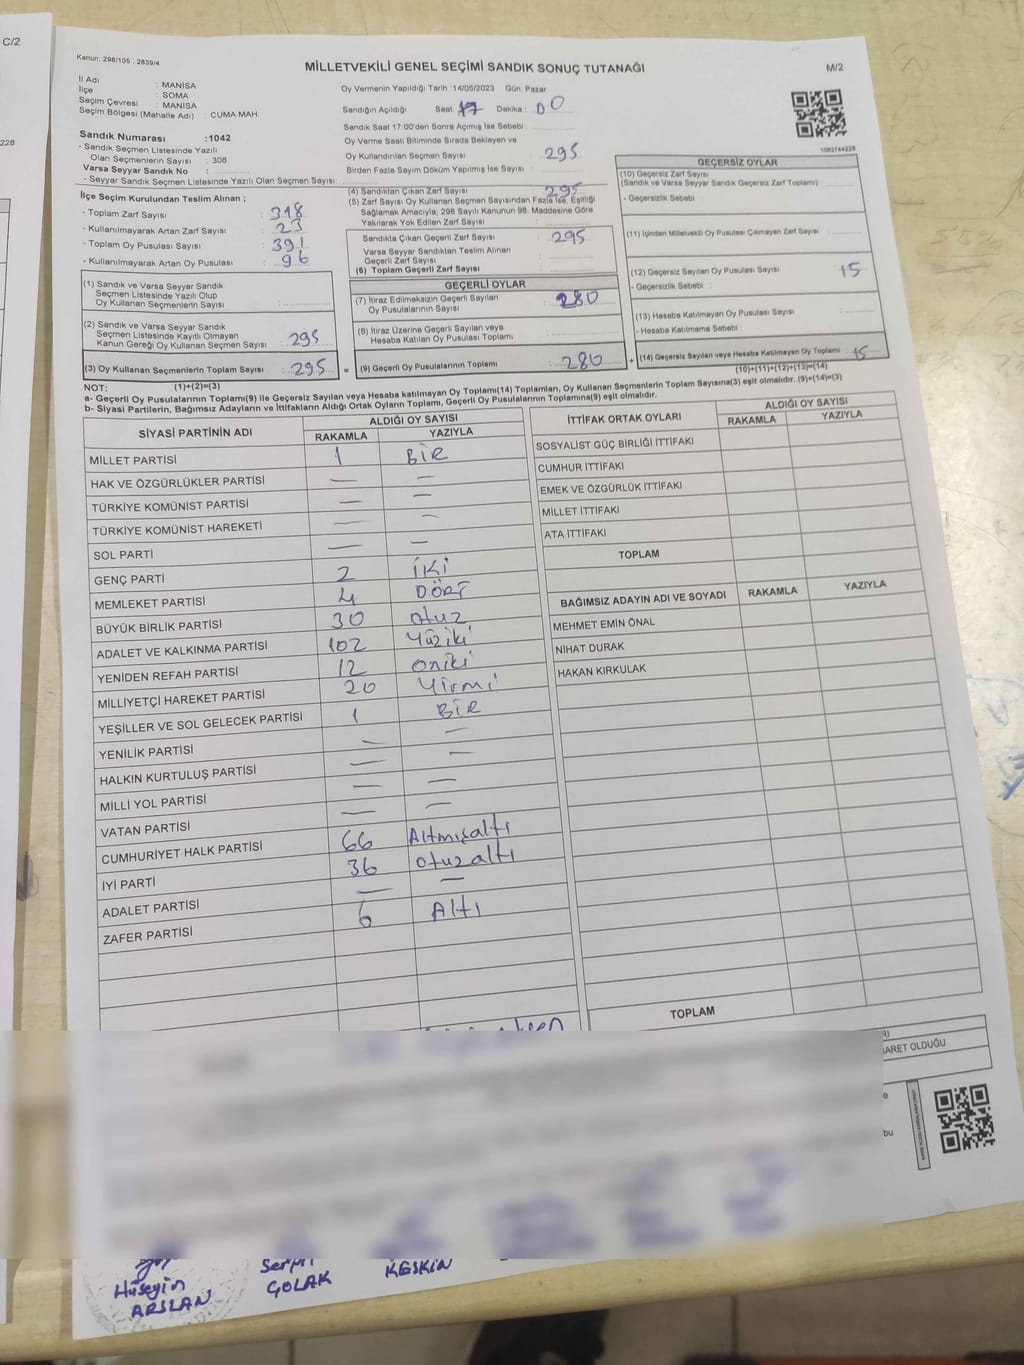 C/2
228
Kanun: 298/105 , 2839/4
MİLLETVEKİLİ GENEL SEÇİMİ SANDIK SONUÇ TUTANAĞI
M/2
İl Adı : MANİSA
İlçe : SOMA
Seçim Çevresi : MANİSA
Seçim Bölgesi (Mahalle Adı) : CUMA MAH.
Oy Vermenin Yapıldığı Tarih :14/05/2023 Gün: Pazar
Sandığın Açıldığı Saat : 17 Dakika: 00
Sandık Saat 17:00'den Sonra Açmış İse Sebebi :
Sandık Numarası :1042
- Sandık Seçmen Listesinde Yazılı
Olan Seçmenlerin Sayısı : 308
Varsa Seyyar Sandık No :
- Seyyar Sandık Seçmen Listesinde Yazılı Olan Seçmen Sayısı:
Oy Verme Saati Bitiminde Sırada Bekleyen ve
Oy Kullandırılan Seçmen Sayısı : 295
Birden Fazla Sayım Döküm Yapılmış İse Sayısı :
1082744228
İlçe Seçim Kurulundan Teslim Alınan ;
- Toplam Zarf Sayısı : 318
- Kullanılmayarak Artan Zarf Sayısı : 23
- Toplam Oy Pusulası Sayısı : 391
- Kullanılmayarak Artan Oy Pusulası : 96
(1) Sandık ve Varsa Seyyar Sandık
Seçmen Listesinde Yazılı Olup
Oy Kullanan Seçmenlerin Sayısı :
(2) Sandık ve Varsa Seyyar Sandık
Seçmen Listesinde Kayıtlı Olmayan
Kanun Gereği Oy Kullanan Seçmen Sayısı : 295
(3) Oy Kullanan Seçmenlerin Toplam Sayısı : 295 =
(4) Sandıktan Çıkan Zarf Sayısı : 295
(5) Zarf Sayısı Oy Kullanan Seçmen Sayısından Fazla İse, Eşitliği
Sağlamak Amacıyla, 298 Sayılı Kanunun 98. Maddesine Göre
Yakılarak Yok Edilen Zarf Sayısı :
Sandıkta Çıkan Geçerli Zarf Sayısı : 295
Varsa Seyyar Sandıktan Teslim Alınan
Geçerli Zarf Sayısı :
(6) Toplam Geçerli Zarf Sayısı :
GEÇERLİ OYLAR
(7) İtiraz Edilmeksizin Geçerli Sayılan
Oy Pusulalarının Sayısı : 280
(8) İtiraz Üzerine Geçerli Sayılan veya
Hesaba Katılan Oy Pusulası Toplamı :
(9) Geçerli Oy Pusulalarının Toplamı : 280 +
GEÇERSİZ OYLAR
(10) Geçersiz Zarf Sayısı
(Sandık ve Varsa Seyyar Sandık Geçersiz Zarf Toplamı) :
- Geçersizlik Sebebi :
(11) İçinden Milletvekili Oy Pusulası Çıkmayan Zarf Sayısı :
(12) Geçersiz Sayılan Oy Pusulası Sayısı : 15
- Geçersizlik Sebebi :
(13) Hesaba Katılmayan Oy Pusulası Sayısı :
- Hesaba Katılmama Sebebi :
(14) Geçersiz Sayılan veya Hesaba Katılmayan Oy Toplamı : 15
(10)+(11)+(12)+(13)=(14)
NOT: (1)+(2)=(3)
a- Geçerli Oy Pusulalarının Toplamı(9) ile Geçersiz Sayılan veya Hesaba katılmayan Oy Toplamı(14) Toplamları, Oy Kullanan Seçmenlerin Toplam Sayısına(3) eşit olmalıdır. (9)+(14)=(3)
b- Siyasi Partilerin, Bağımsız Adayların ve İttifakların Aldığı Ortak Oyların Toplamı, Geçerli Oy Pusulalarının Toplamına(9) eşit olmalıdır.
SİYASİ PARTİNİN ADI ALDIĞI OY SAYISI
RAKAMLA YAZIYLA
MİLLET PARTİSİ 1 BİR
HAK VE ÖZGÜRLÜKLER PARTİSİ — —
TÜRKİYE KOMÜNİST PARTİSİ — —
TÜRKİYE KOMÜNİST HAREKETİ — —
SOL PARTİ — —
GENÇ PARTİ 2 İKİ
MEMLEKET PARTİSİ 4 DÖRT
BÜYÜK BİRLİK PARTİSİ 30 otuz
ADALET VE KALKINMA PARTİSİ 102 Yüziki
YENİDEN REFAH PARTİSİ 12 oniki
MİLLİYETÇİ HAREKET PARTİSİ 20 Yirmi
YEŞİLLER VE SOL GELECEK PARTİSİ 1 BİR
YENİLİK PARTİSİ — —
HALKIN KURTULUŞ PARTİSİ — —
MİLLİ YOL PARTİSİ — —
VATAN PARTİSİ — —
CUMHURİYET HALK PARTİSİ 66 Altmışaltı
İYİ PARTİ 36 otuzaltı
ADALET PARTİSİ — —
ZAFER PARTİSİ 6 Altı
İTTİFAK ORTAK OYLARI ALDIĞI OY SAYISI
RAKAMLA YAZIYLA
SOSYALİST GÜÇ BİRLİĞİ İTTİFAKI
CUMHUR İTTİFAKI
EMEK VE ÖZGÜRLÜK İTTİFAKI
MİLLET İTTİFAKI
ATA İTTİFAKI
TOPLAM
BAĞIMSIZ ADAYIN ADI VE SOYADI RAKAMLA YAZIYLA
MEHMET EMİN ÖNAL
NİHAT DURAK
HAKAN KIRKULAK
TOPLAM
ARET OLDUĞU
bu
Hüseyin
ARSLAN
Serpil
ÇOLAK
KESKİN